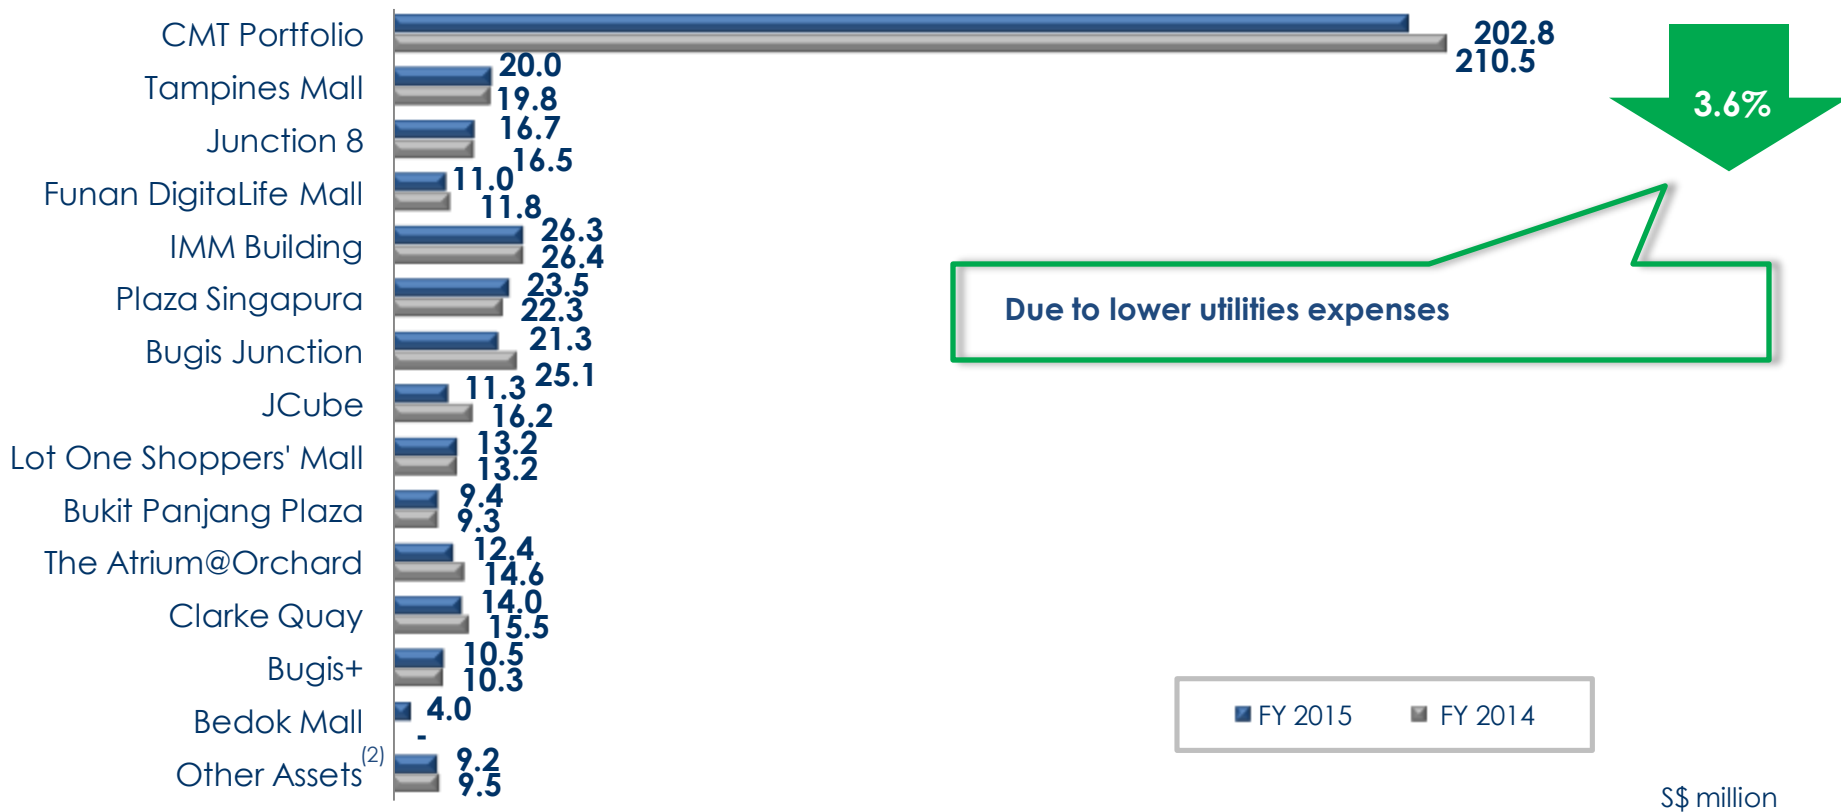 CMT Portfolio
202.8
210.5
3.6%
Tampines Mall
20.0
19.8
Junction 8
16.7
16.5
Funan DigitaLife Mall
11.0
11.8
IMM Building
26.3
26.4
Plaza Singapura
23.5
22.3
Due to lower utilities expenses
Bugis Junction
21.3
25.1
JCube
11.3
16.2
Lot One Shoppers' Mall
13.2
13.2
Bukit Panjang Plaza
9.4
9.3
The Atrium@Orchard
12.4
14.6
Clarke Quay
14.0
15.5
Bugis+
10.5
10.3
Bedok Mall
4.0
-
FY 2015 FY 2014
Other Assets(2)
9.2
9.5
S$ million